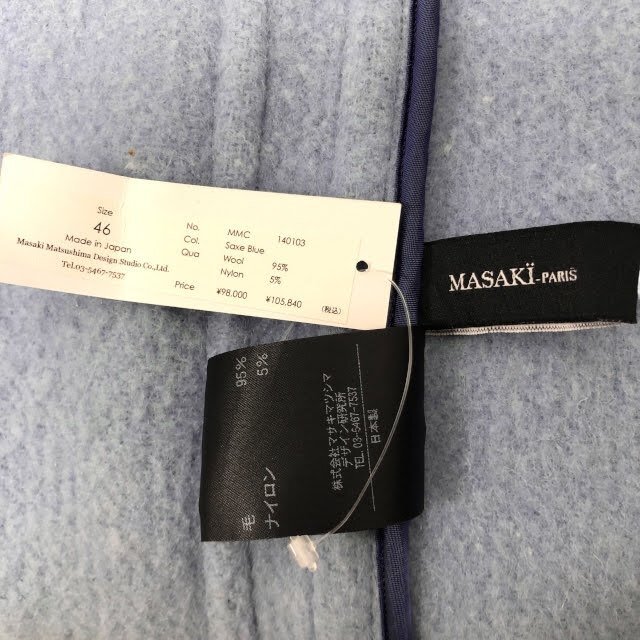 Size
46
Made in Japan
Masaki Matsushima Design Studio Co.,Ltd.
Tel.03-5467-7537
No. MMC 140103
Col. Saxe Blue
Qua Wool 95%
Nylon 5%
Price ¥98.000 ¥105.840 (税込)
MASAKÏ-PARIS
毛 95%
ナイロン 5%
株式会社マサキマツシマ
デザイン研究所
TEL. 03-5467-7537
日本製